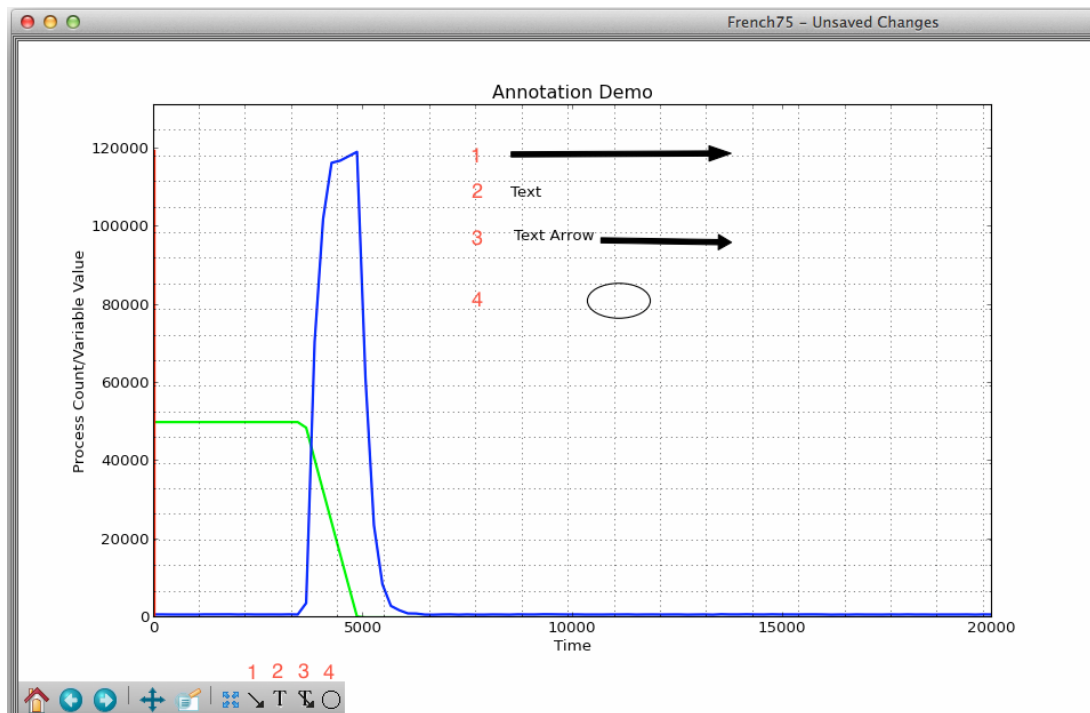 French75 – Unsaved Changes
Annotation Demo
120000
100000
80000
60000
40000
20000
0
Process Count/Variable Value
1
2 Text
3 Text Arrow
4
0 5000 10000 15000 20000
Time
1 2 3 4
T T